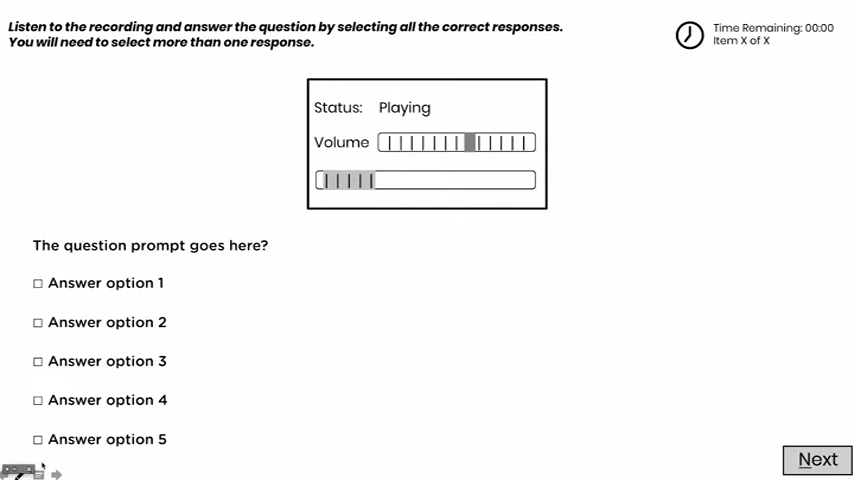 Listen to the recording and answer the question by selecting all the correct responses.
You will need to select more than one response.
Time Remaining: 00:00
Item X of X
Status: Playing
Volume
The question prompt goes here?
Answer option 1
Answer option 2
Answer option 3
Answer option 4
Answer option 5
Next